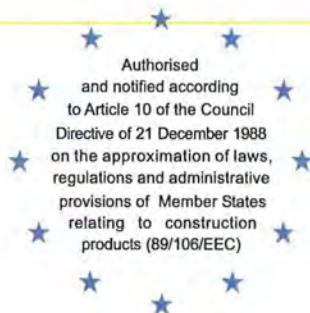 Authorised
and notified according
to Article 10 of the Council
Directive of 21 December 1988
on the approximation of laws,
regulations and administrative
provisions of Member States
relating to construction
products (89/106/EEC)